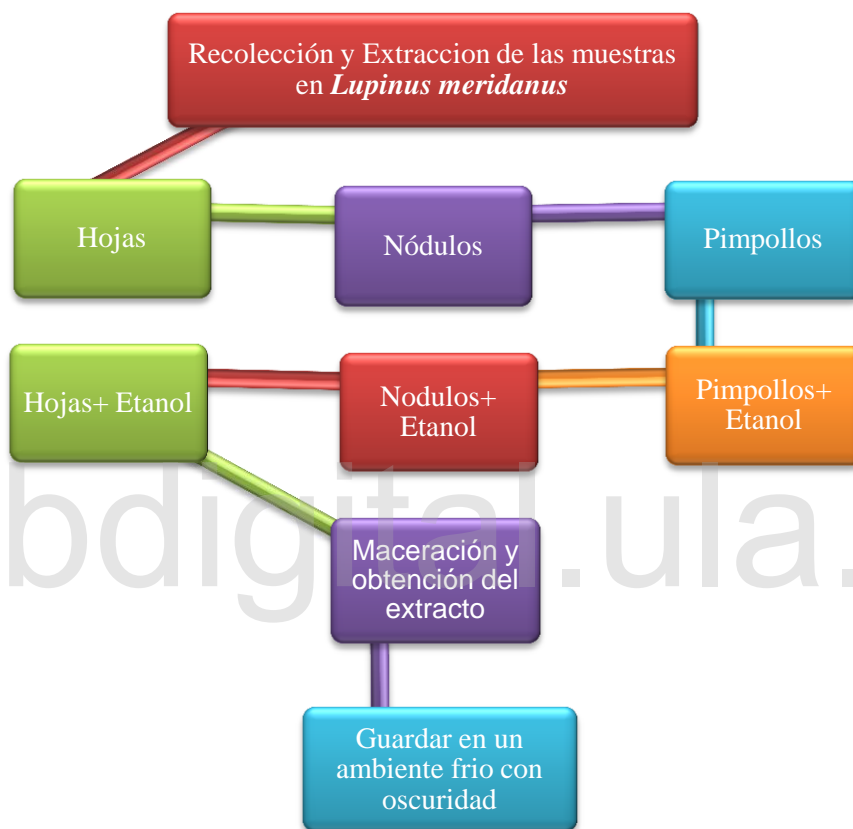 Recolección y Extraccion de las muestras
en Lupinus meridanus
Hojas
Nódulos
Pimpollos
Hojas+ Etanol
Nodulos+
Etanol
Pimpollos+
Etanol
bdigital.ula.
Maceración y
obtención del
extracto
Guardar en un
ambiente frio con
oscuridad